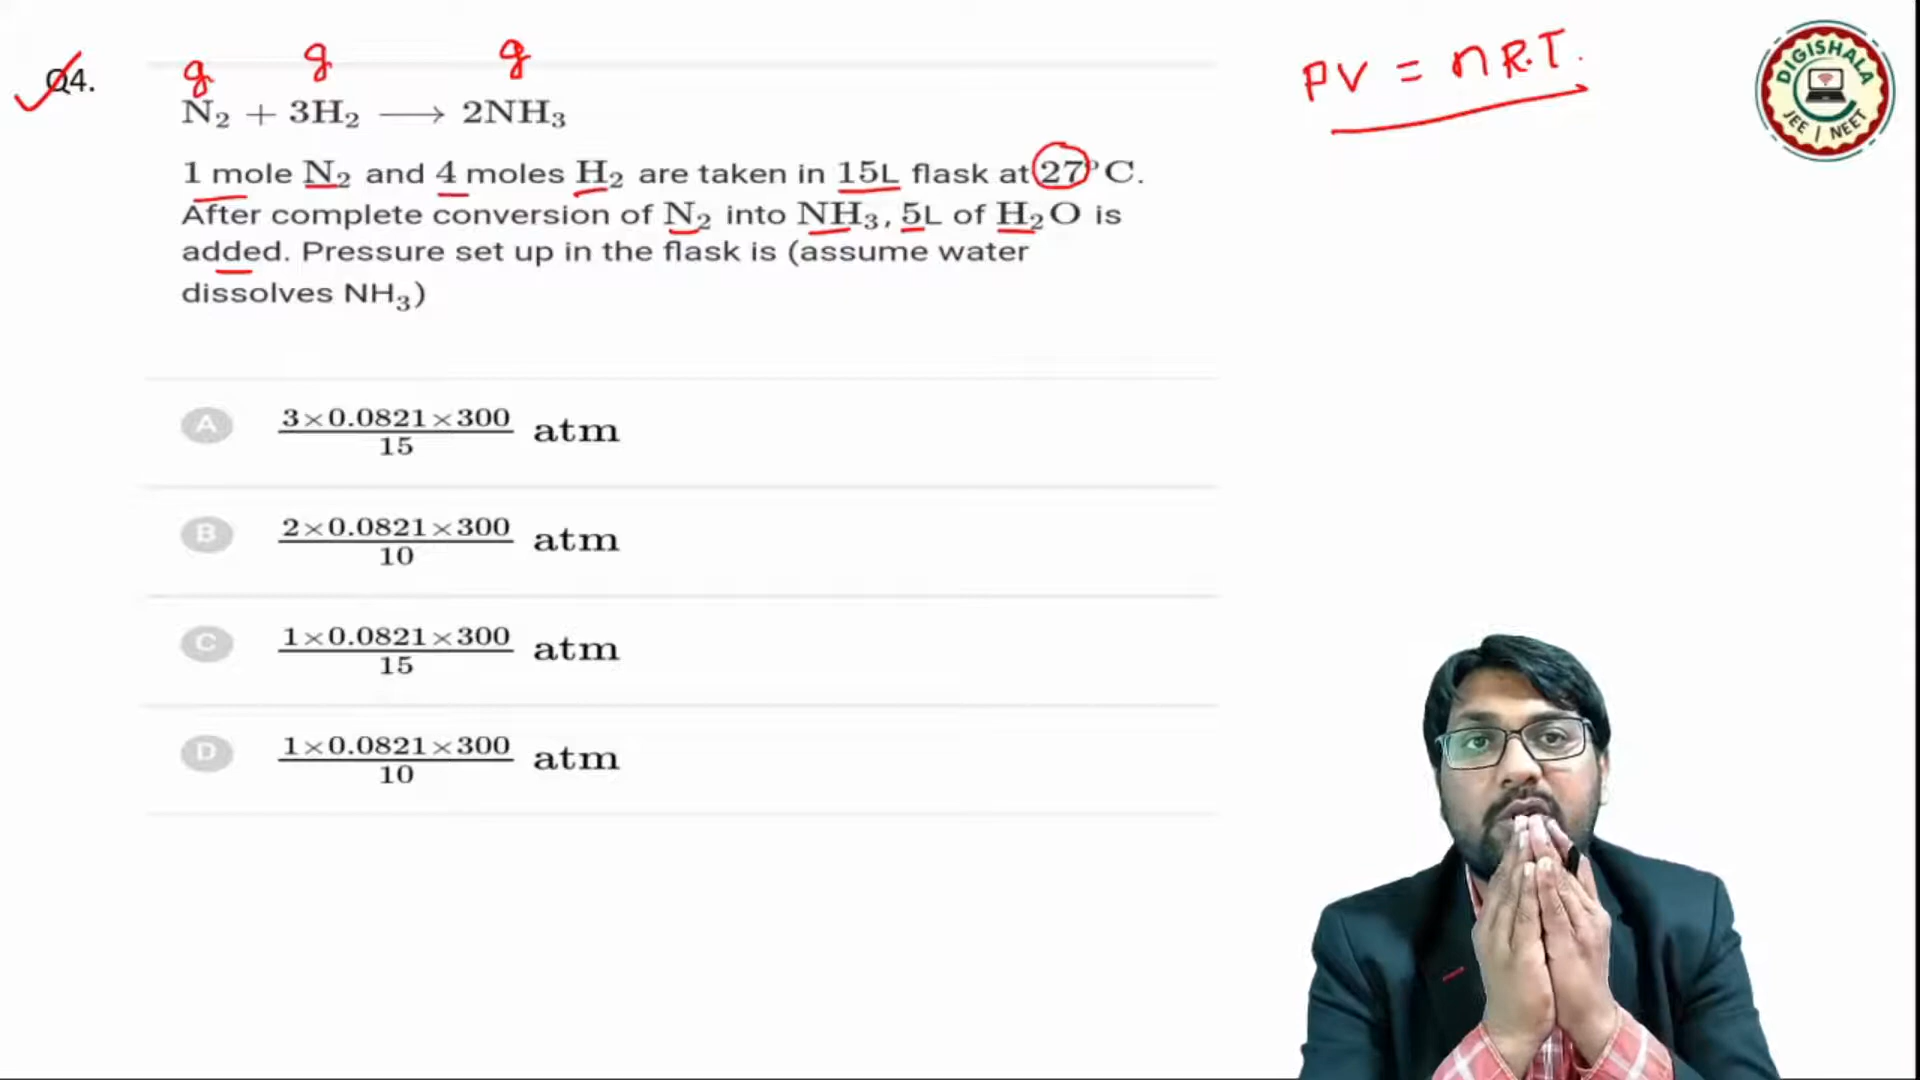 g g g
PV = nR.T.
Q4.
N₂ + 3H₂ ⟶ 2NH₃
1 mole N₂ and 4 moles H₂ are taken in 15L flask at 27°C.
After complete conversion of N₂ into NH₃, 5L of H₂O is
added. Pressure set up in the flask is (assume water
dissolves NH₃)
A 3×0.0821×300/15 atm
B 2×0.0821×300/10 atm
C 1×0.0821×300/15 atm
D 1×0.0821×300/10 atm
DIGISHALA
JEE | NEET